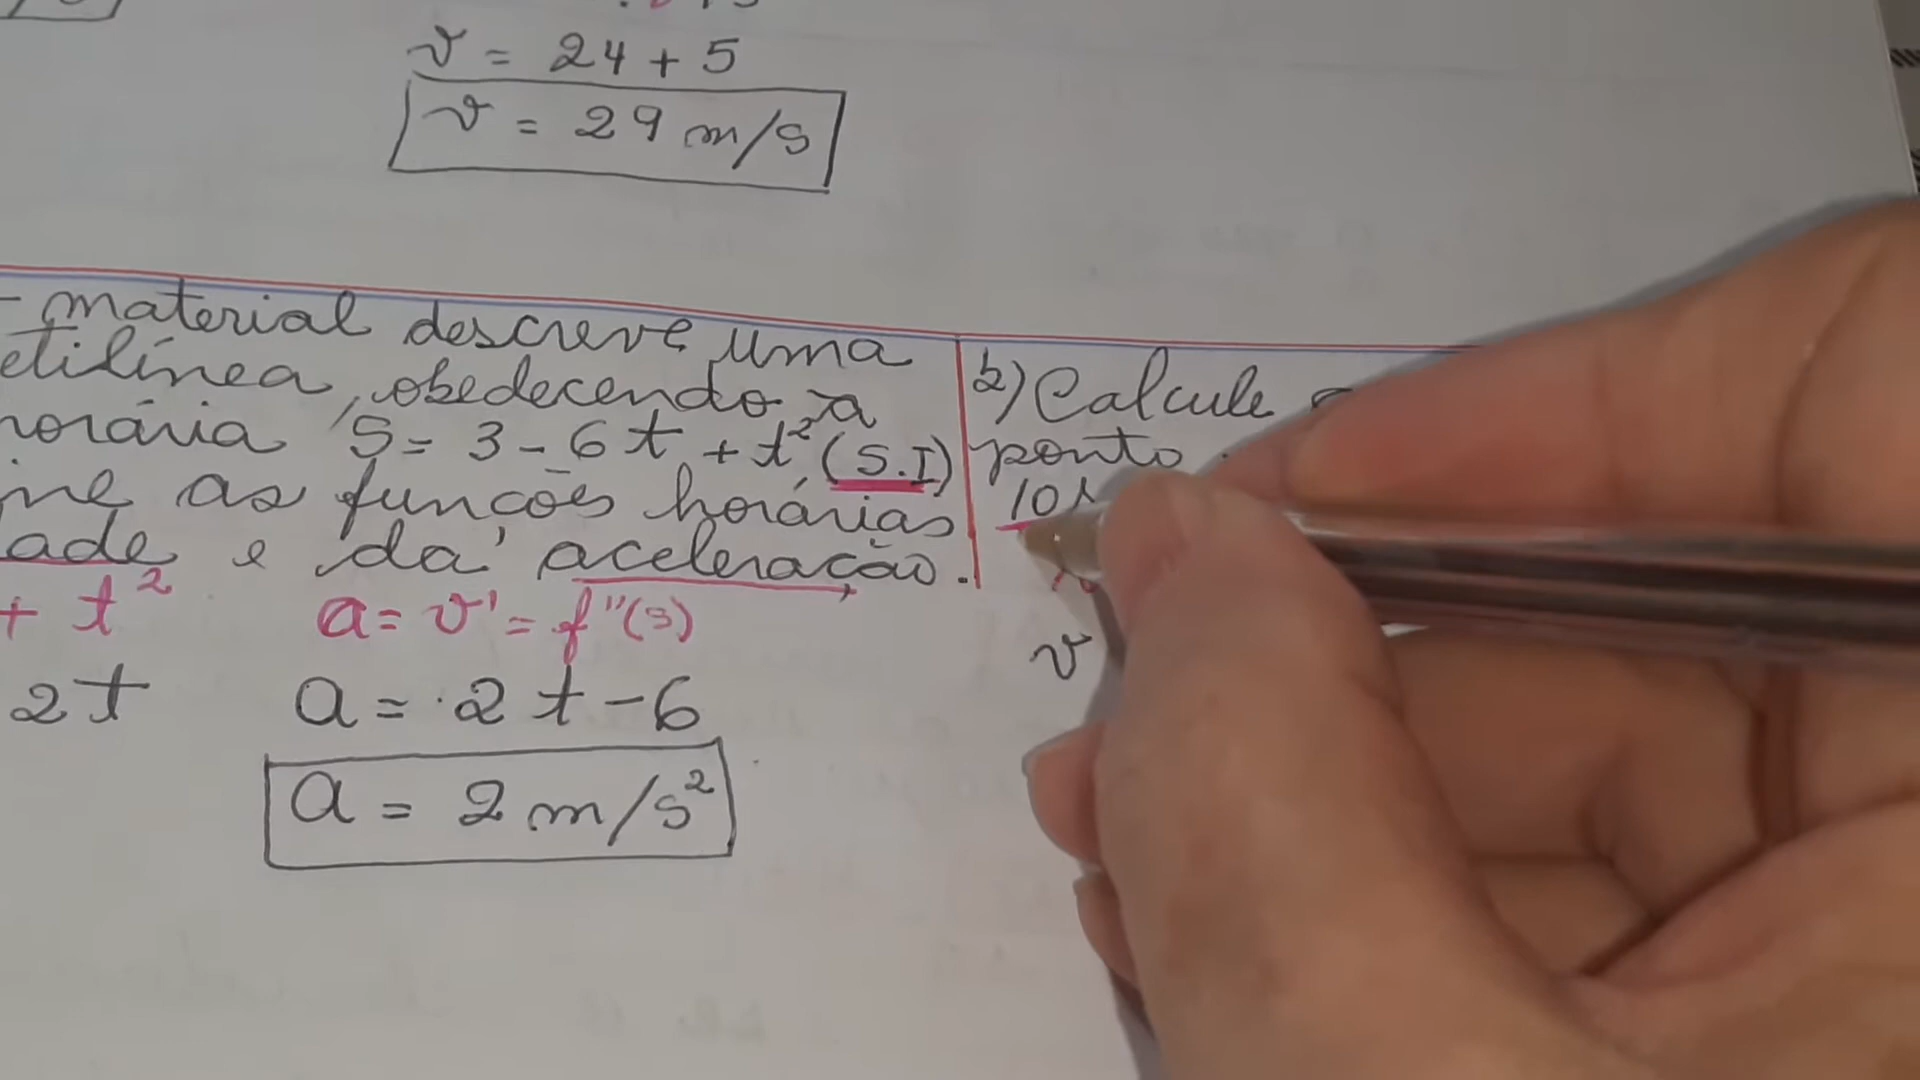 v = 24 + 5
v = 29 m/s
- material descreve uma
etilínea, obedecendo a
horária S = 3 - 6t + t² (S.I)
ine as funções horárias
ade e da aceleração.
+ t² a = v' = f''(s)
2t a = 2t - 6
a = 2 m/s²
b) Calcule
ponto
10s
v